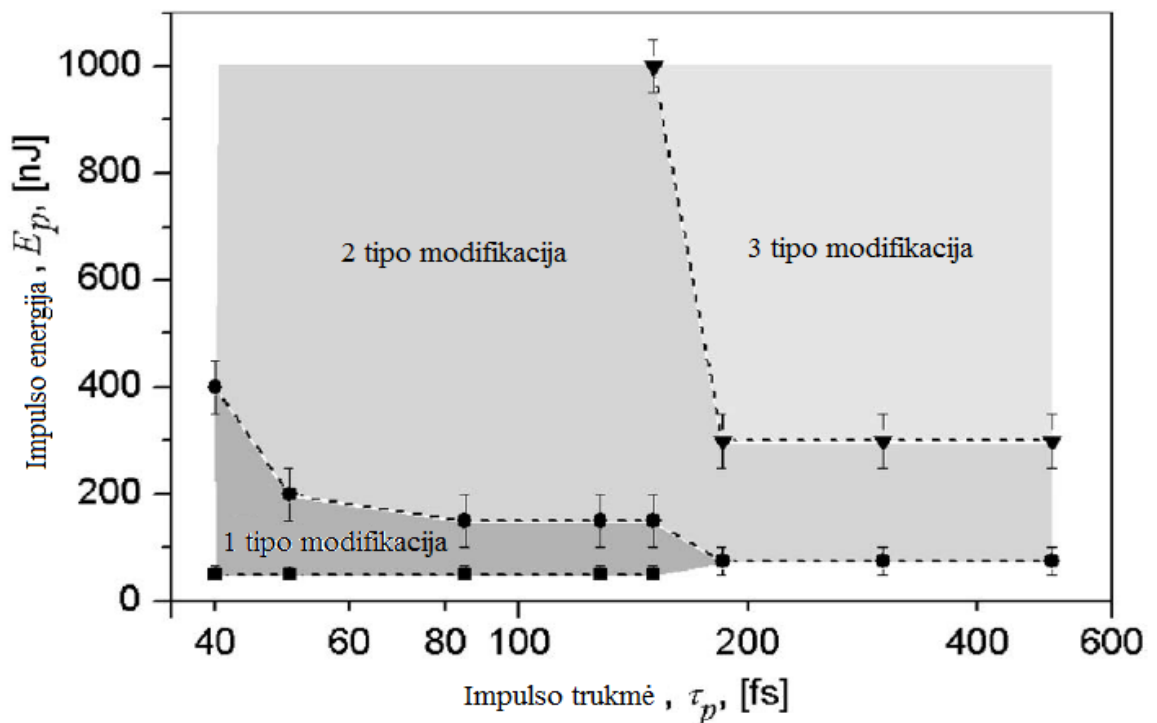 1000
800
600
400
200
0
Impulso energija , E_p, [nJ]
2 tipo modifikacija
3 tipo modifikacija
1 tipo modifikacija
40 60 80 100 200 400 600
Impulso trukmė , τ_p, [fs]